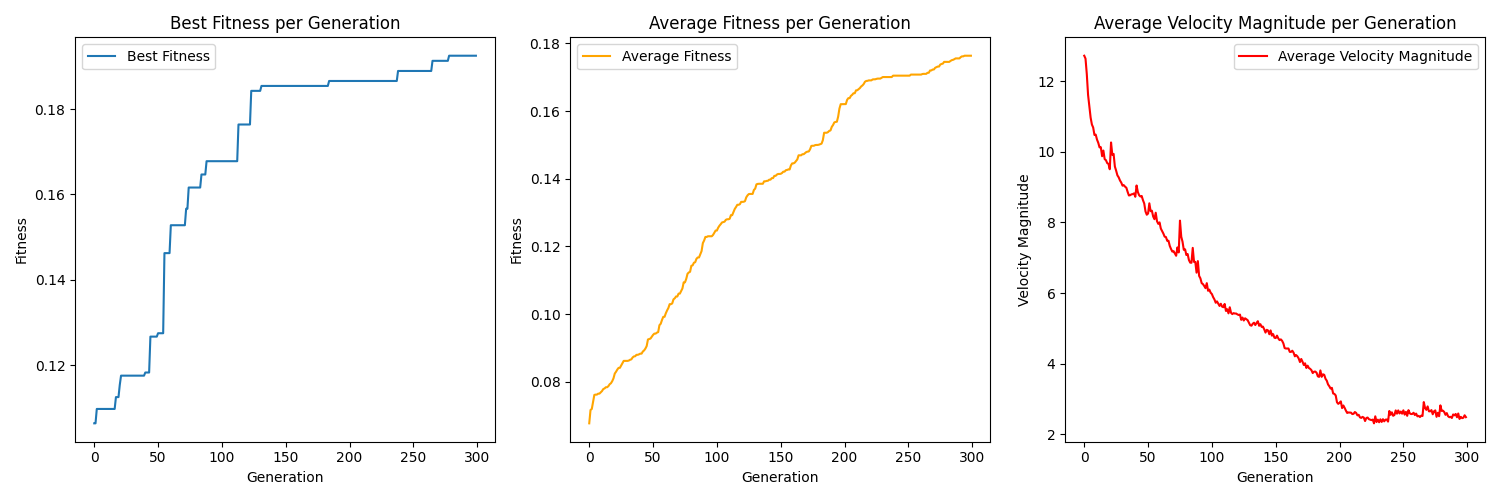 Best Fitness per Generation
Best Fitness
Fitness
0.18
0.16
0.14
0.12
0 50 100 150 200 250 300
Generation
Average Fitness per Generation
Average Fitness
Fitness
0.18
0.16
0.14
0.12
0.10
0.08
0 50 100 150 200 250 300
Generation
Average Velocity Magnitude per Generation
Average Velocity Magnitude
Velocity Magnitude
12
10
8
6
4
2
0 50 100 150 200 250 300
Generation